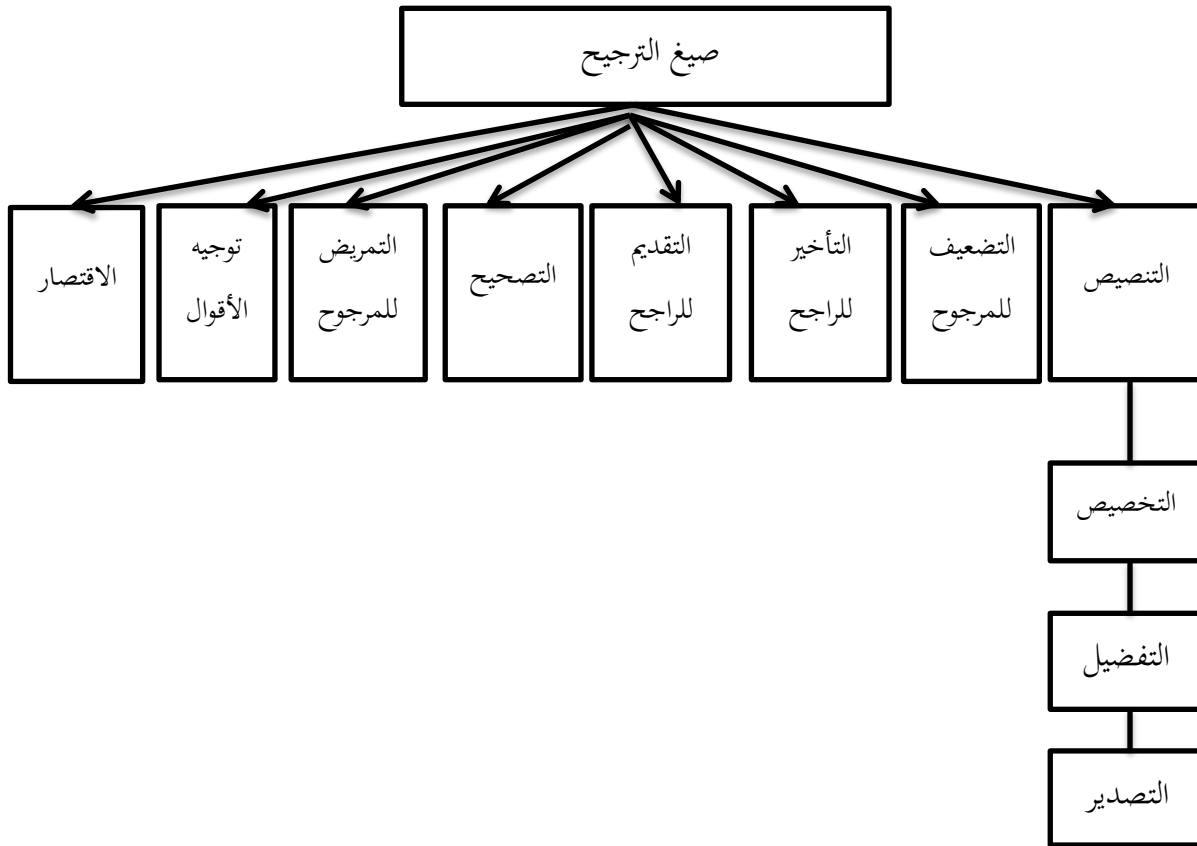 صيغ الترجيح
التنصيص
التضعيف
للمرجوح
التأخير
للراجح
التقديم
للراجح
التصحيح
التمريض
للمرجوح
توجيه
الأقوال
الاقتصار
التخصيص
التفضيل
التصدير